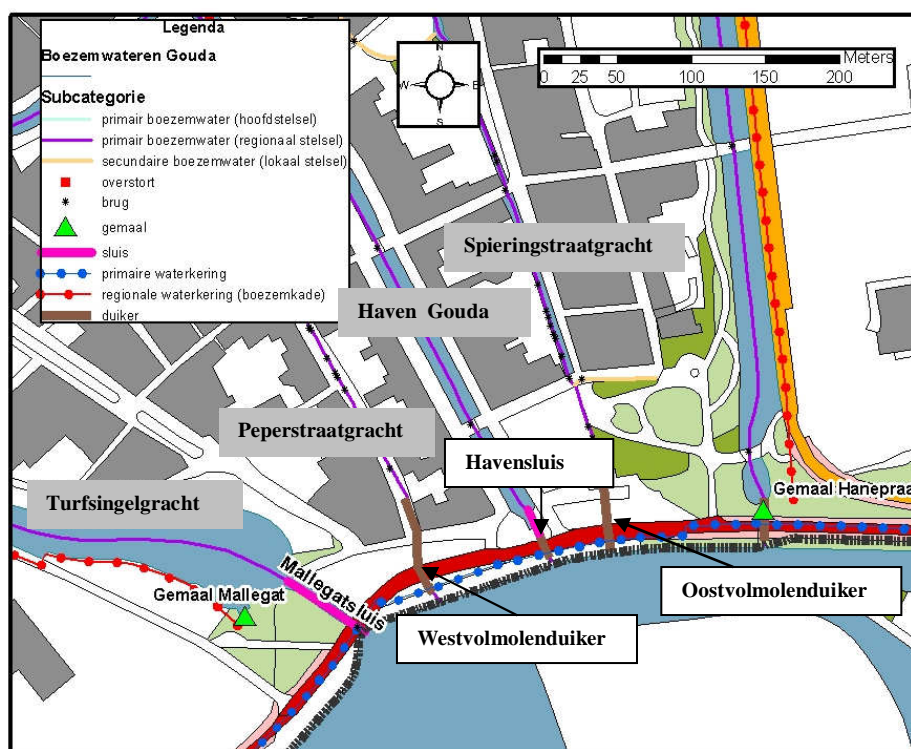 Legenda
Boezemwateren Gouda
Subcategorie
primair boezemwater (hoofdstelsel)
primair boezemwater (regionaal stelsel)
secundaire boezemwater (lokaal stelsel)
overstort
brug
gemaal
sluis
primaire waterkering
regionale waterkering (boezemkade)
duiker
N
W E
S
Meters
0 25 50 100 150 200
Spieringstraatgracht
Haven Gouda
Peperstraatgracht
Havensluis
Turfsingelgracht
Gemaal Hanepraa
Mallegatsluis
Gemaal Mallegat
Oostvolmolenduiker
Westvolmolenduiker